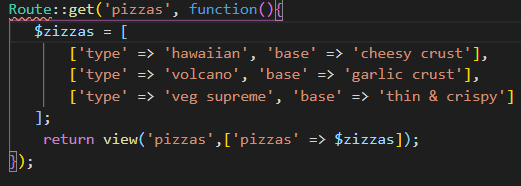 Route::get('pizzas', function(){
$zizzas = [
['type' => 'hawaiian', 'base' => 'cheesy crust'],
['type' => 'volcano', 'base' => 'garlic crust'],
['type' => 'veg supreme', 'base' => 'thin & crispy']
];
return view('pizzas',['pizzas' => $zizzas]);
});